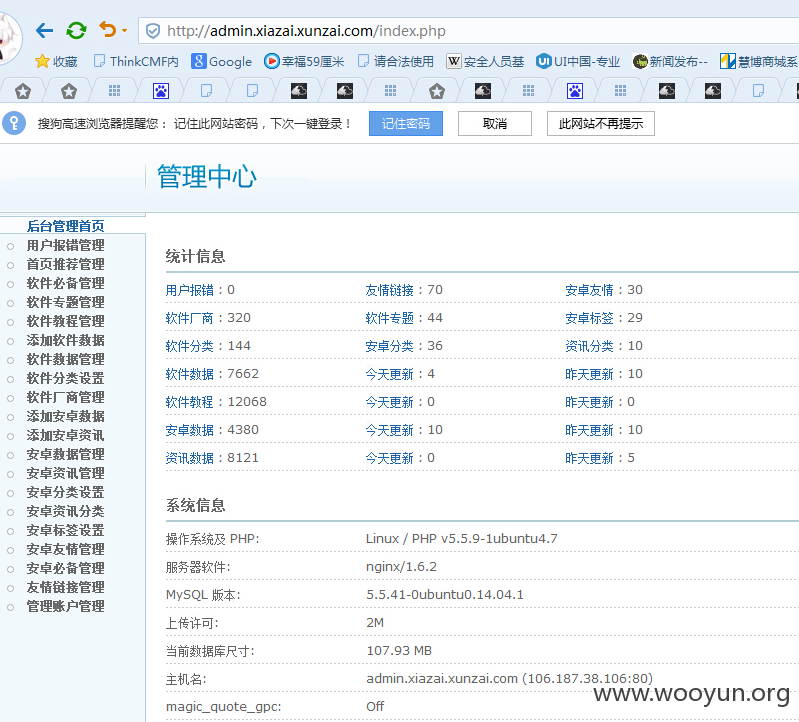 http://admin.xiazai.xunzai.com/index.php
收藏 ThinkCMF内 Google 幸福59厘米 请合法使用 安全人员基 UI中国-专业 新闻发布-- 慧博商城系
搜狗高速浏览器提醒您： 记住此网站密码，下次一键登录！ 记住密码 取消 此网站不再提示
管理中心
后台管理首页
用户报错管理
首页推荐管理
软件必备管理
软件专题管理
软件教程管理
添加软件数据
软件数据管理
软件分类设置
软件厂商管理
添加安卓数据
添加安卓资讯
安卓数据管理
安卓资讯管理
安卓分类设置
安卓资讯分类
安卓标签设置
安卓友情管理
安卓必备管理
友情链接管理
管理账户管理
统计信息
用户报错：0 友情链接：70 安卓友情：30
软件厂商：320 软件专题：44 安卓标签：29
软件分类：144 安卓分类：36 资讯分类：10
软件数据：7662 今天更新：4 昨天更新：10
软件教程：12068 今天更新：0 昨天更新：0
安卓数据：4380 今天更新：10 昨天更新：10
资讯数据：8121 今天更新：0 昨天更新：5
系统信息
操作系统及 PHP: Linux / PHP v5.5.9-1ubuntu4.7
服务器软件: nginx/1.6.2
MySQL 版本: 5.5.41-0ubuntu0.14.04.1
上传许可: 2M
当前数据库尺寸: 107.93 MB
主机名: admin.xiazai.xunzai.com (106.187.38.106:80)
magic_quote_gpc: Off
www.wooyun.org